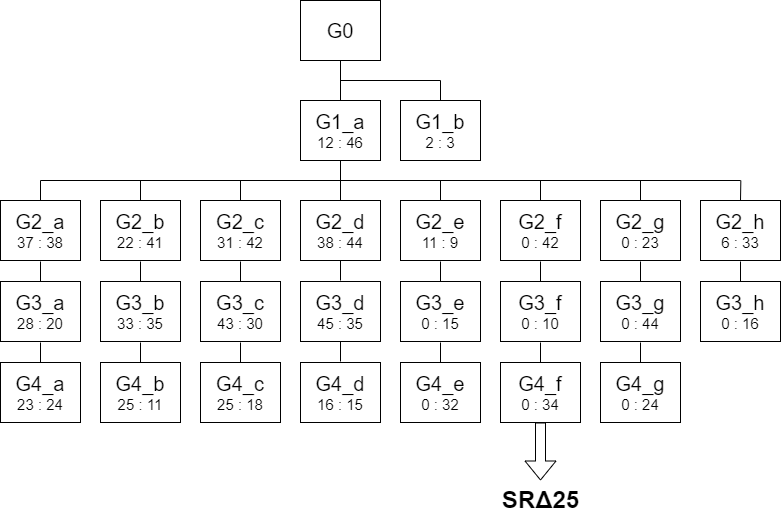 G0
G1_a
12 : 46
G1_b
2 : 3
G2_a
37 : 38
G2_b
22 : 41
G2_c
31 : 42
G2_d
38 : 44
G2_e
11 : 9
G2_f
0 : 42
G2_g
0 : 23
G2_h
6 : 33
G3_a
28 : 20
G3_b
33 : 35
G3_c
43 : 30
G3_d
45 : 35
G3_e
0 : 15
G3_f
0 : 10
G3_g
0 : 44
G3_h
0 : 16
G4_a
23 : 24
G4_b
25 : 11
G4_c
25 : 18
G4_d
16 : 15
G4_e
0 : 32
G4_f
0 : 34
G4_g
0 : 24
SRΔ25